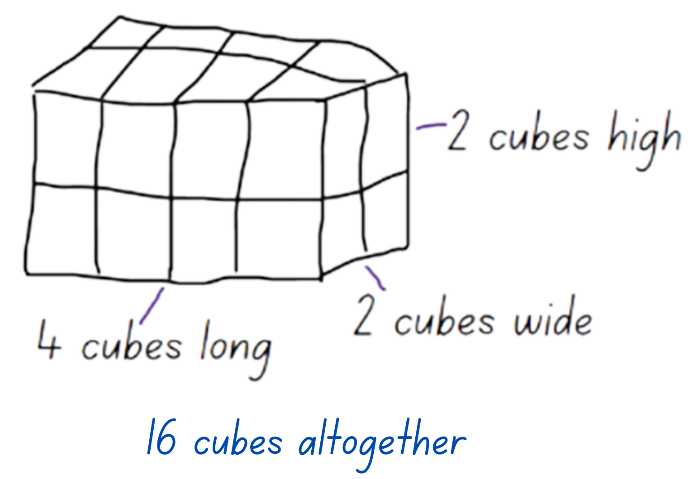 2 cubes high
2 cubes wide
4 cubes long
16 cubes altogether